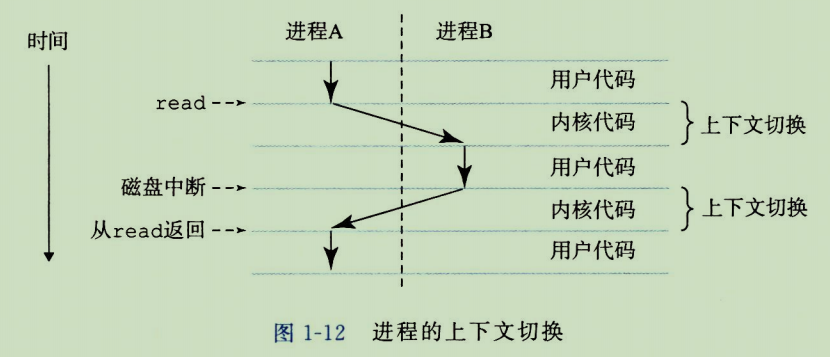 进程A 进程B
时间
用户代码
read
内核代码 上下文切换
用户代码
磁盘中断
内核代码 上下文切换
从read返回
用户代码
图 1-12 进程的上下文切换